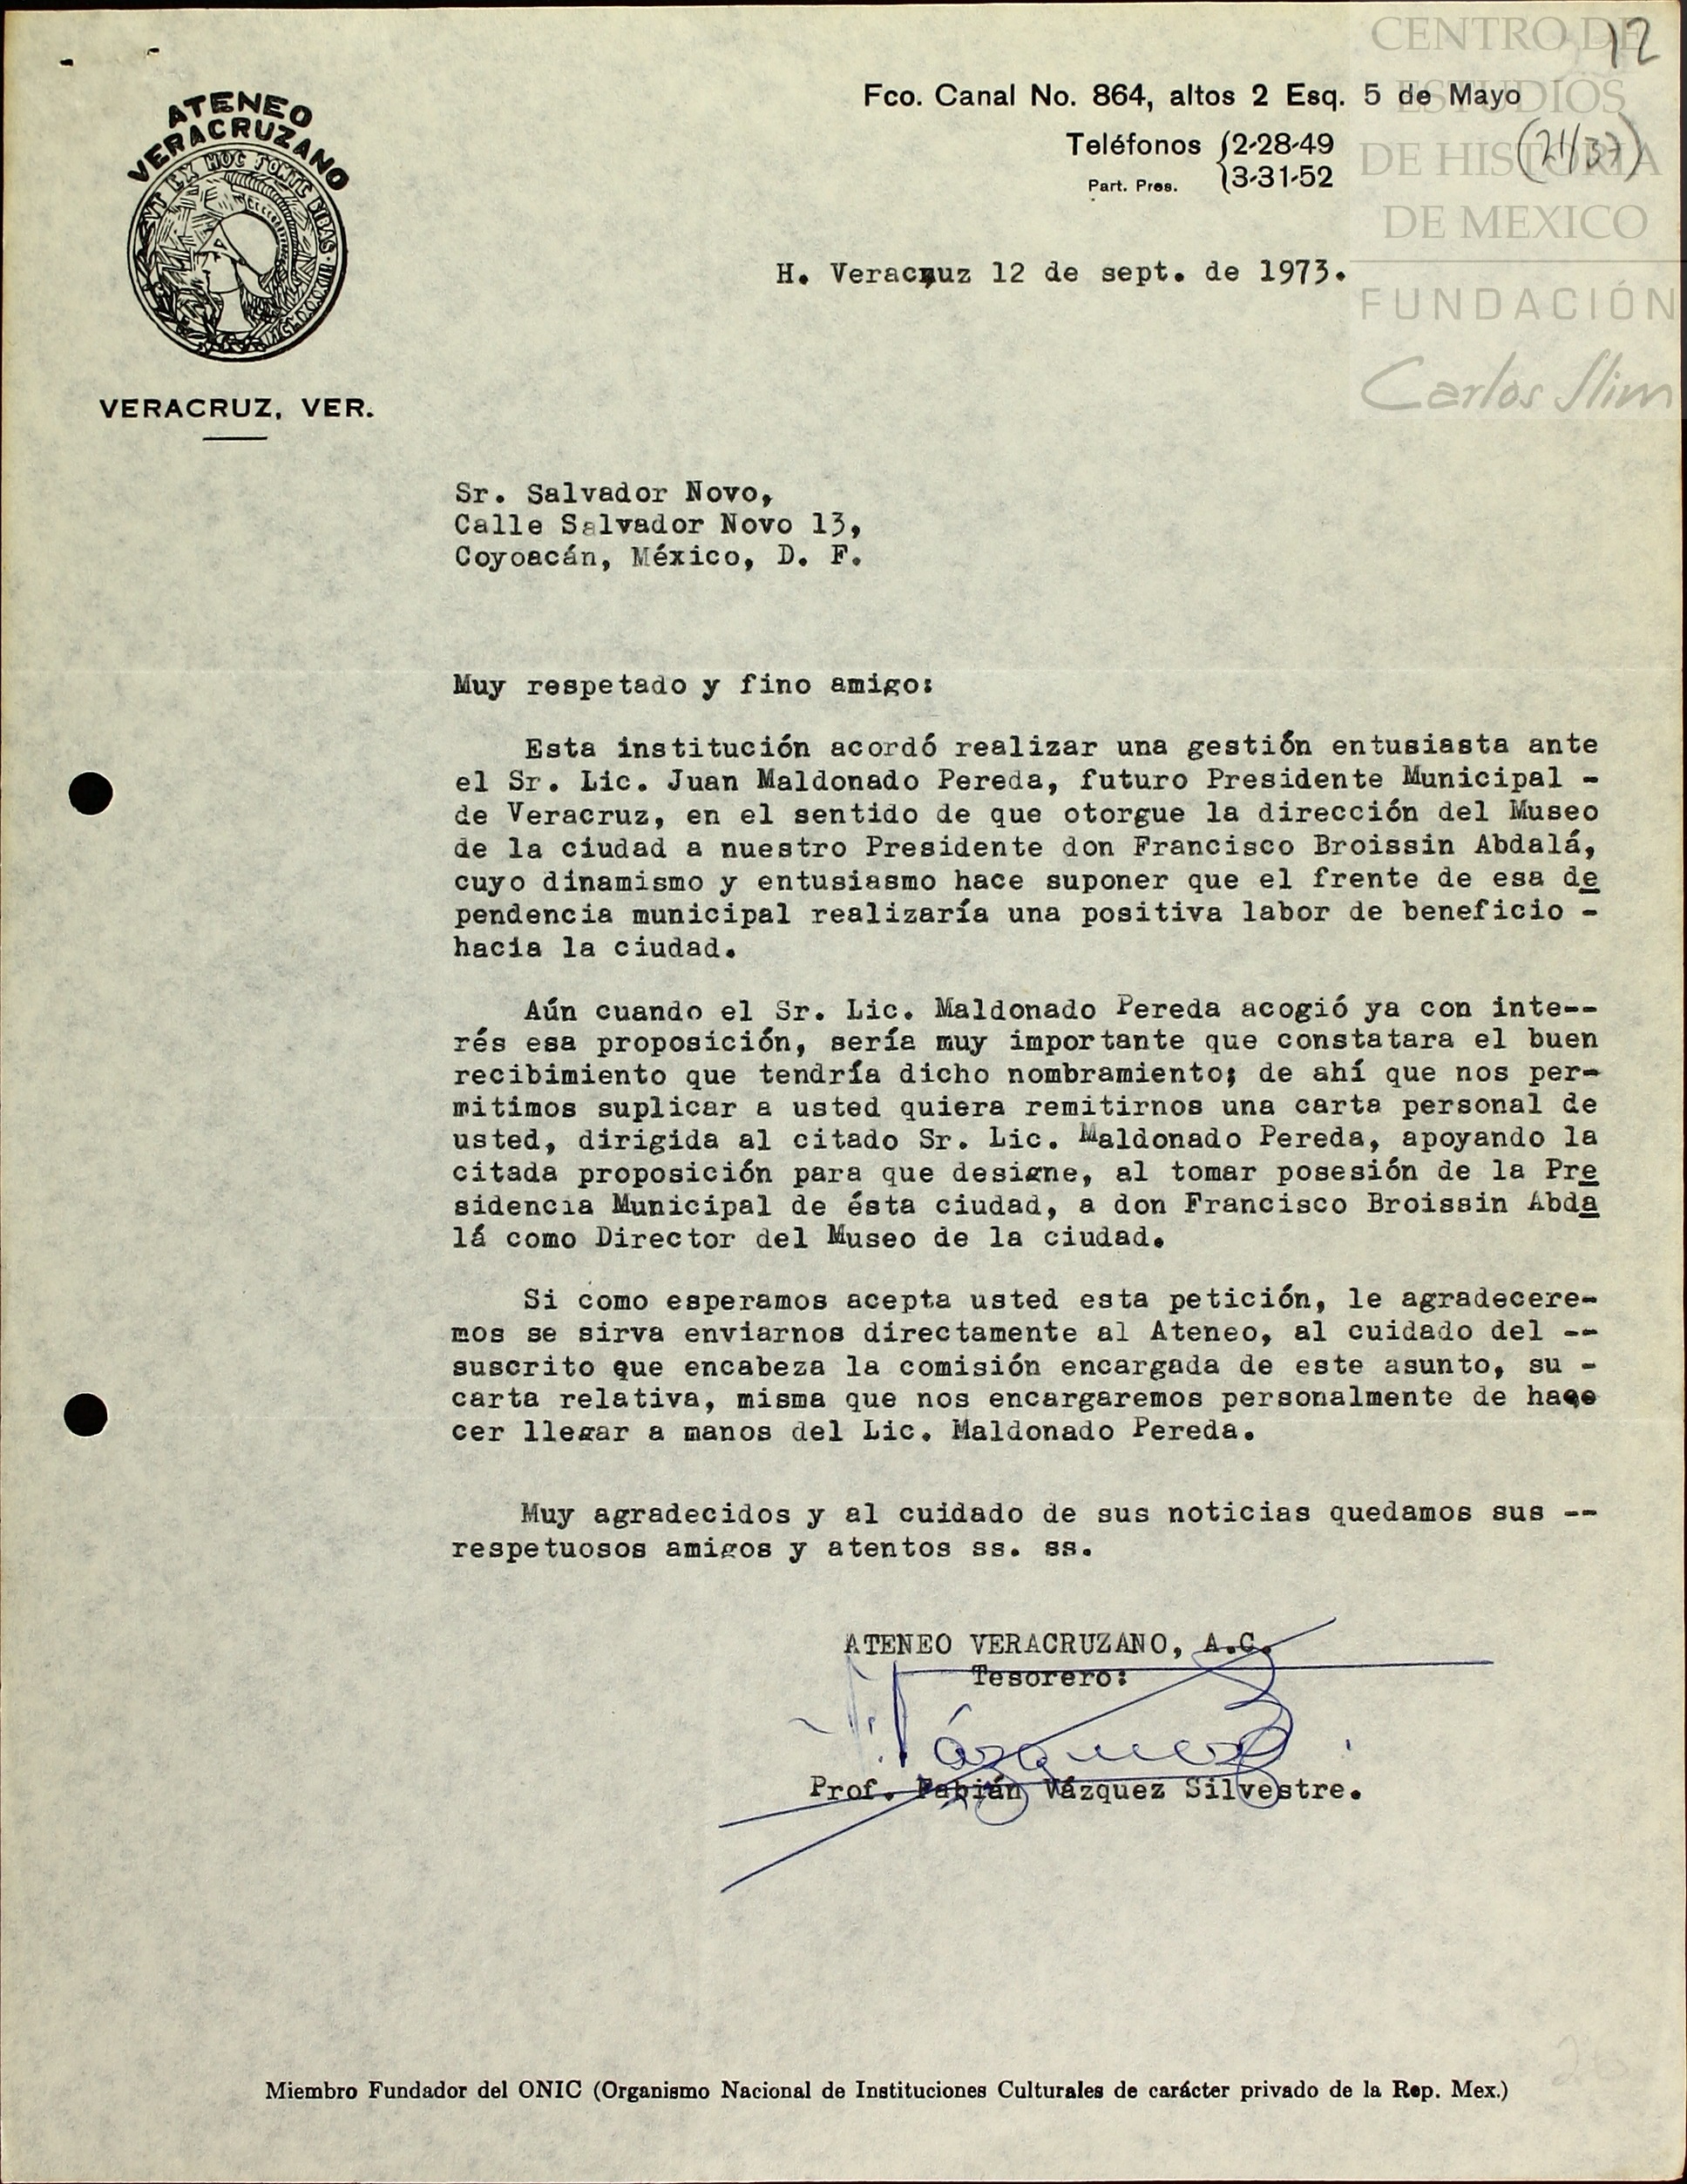 CENTRO DE
ESTUDIOS
DE HISTORIA
DE MEXICO
FUNDACIÓN
Carlos Slim
12
(21/37)
ATENEO
VERACRUZANO
VT EX HOC FONTE BIBAS
VERACRUZ, VER.
Fco. Canal No. 864, altos 2 Esq. 5 de Mayo
Teléfonos {2-28-49
Part. Pres. {3-31-52
H. Veracruz 12 de sept. de 1973.
Sr. Salvador Novo,
Calle Salvador Novo 13,
Coyoacán, México, D. F.
Muy respetado y fino amigo:
Esta institución acordó realizar una gestión entusiasta ante
el Sr. Lic. Juan Maldonado Pereda, futuro Presidente Municipal -
de Veracruz, en el sentido de que otorgue la dirección del Museo
de la ciudad a nuestro Presidente don Francisco Broissin Abdalá,
cuyo dinamismo y entusiasmo hace suponer que el frente de esa de
pendencia municipal realizaría una positiva labor de beneficio -
hacia la ciudad.
Aún cuando el Sr. Lic. Maldonado Pereda acogió ya con inte--
rés esa proposición, sería muy importante que constatara el buen
recibimiento que tendría dicho nombramiento; de ahí que nos per-
mitimos suplicar a usted quiera remitirnos una carta personal de
usted, dirigida al citado Sr. Lic. Maldonado Pereda, apoyando la
citada proposición para que designe, al tomar posesión de la Pre
sidencia Municipal de ésta ciudad, a don Francisco Broissin Abda
lá como Director del Museo de la ciudad.
Si como esperamos acepta usted esta petición, le agradecere-
mos se sirva enviarnos directamente al Ateneo, al cuidado del --
suscrito que encabeza la comisión encargada de este asunto, su -
carta relativa, misma que nos encargaremos personalmente de ha
cer llegar a manos del Lic. Maldonado Pereda.
Muy agradecidos y al cuidado de sus noticias quedamos sus --
respetuosos amigos y atentos ss. ss.
ATENEO VERACRUZANO, A.C.
Tesorero:
Vázquez
Prof. Fabián Vázquez Silvestre.
Miembro Fundador del ONIC (Organismo Nacional de Instituciones Culturales de carácter privado de la Rep. Mex.)